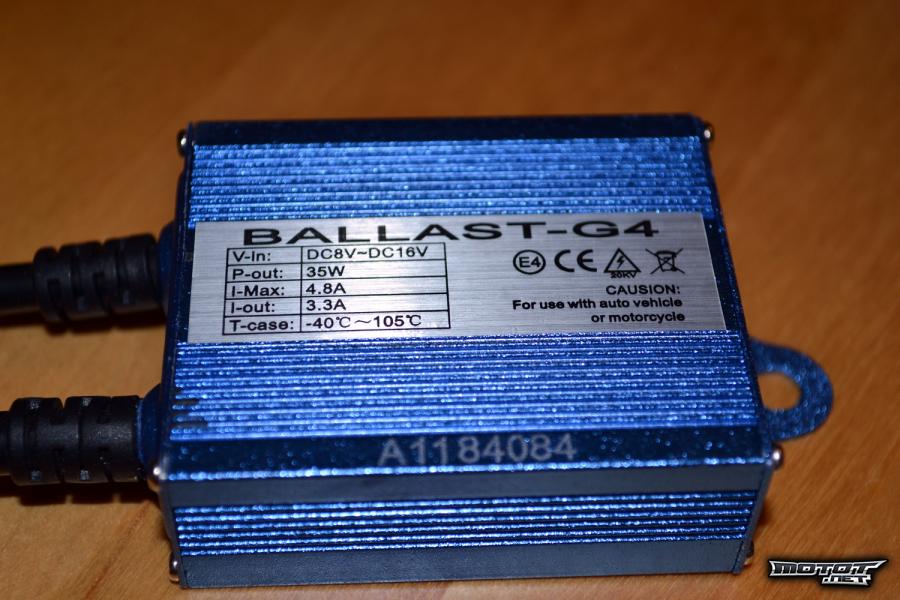 BALLAST-G4
V-In: DC8V~DC16V
P-out: 35W
I-Max: 4.8A
I-out: 3.3A
T-case: -40℃~105℃
E4 CE 20KV
CAUSION:
For use with auto vehicle
or motorcycle
A1184084
MOTOT
.NET